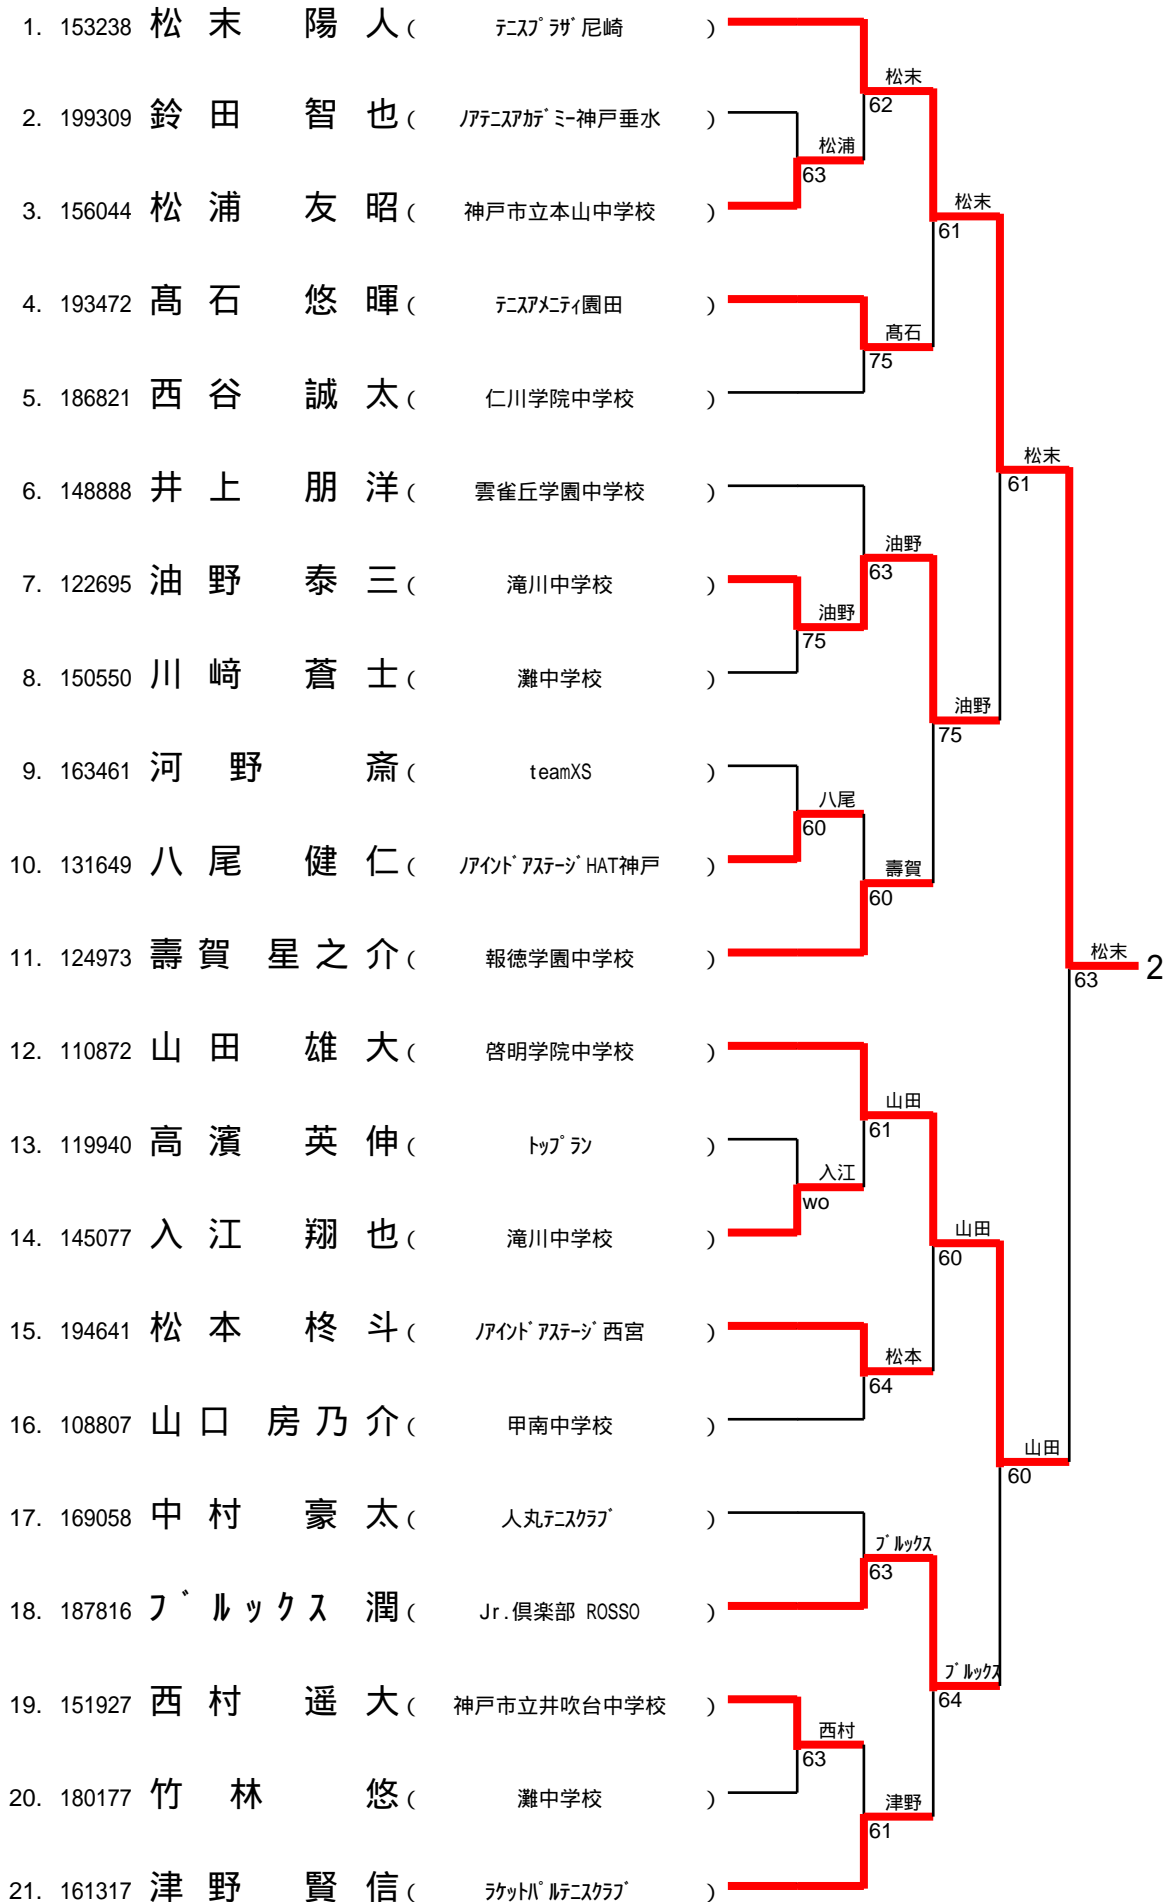 1. 153238 松 末 陽 人 ( テニスプラザ尼崎 )
松末
62
2. 199309 鈴 田 智 也 ( ノアテニスアカデミー神戸垂水 )
松浦
63
3. 156044 松 浦 友 昭 ( 神戸市立本山中学校 )
松末
61
4. 193472 髙 石 悠 暉 ( テニスアメニティ園田 )
髙石
75
5. 186821 西 谷 誠 太 ( 仁川学院中学校 )
松末
61
6. 148888 井 上 朋 洋 ( 雲雀丘学園中学校 )
油野
63
7. 122695 油 野 泰 三 ( 滝川中学校 )
油野
75
8. 150550 川 﨑 蒼 士 ( 灘中学校 )
油野
75
9. 163461 河 野 斎 ( teamXS )
八尾
60
10. 131649 八 尾 健 仁 ( ノアインドアステージHAT神戸 )
壽賀
60
11. 124973 壽 賀 星 之 介 ( 報徳学園中学校 )
松末
63
2
12. 110872 山 田 雄 大 ( 啓明学院中学校 )
山田
61
13. 119940 高 濱 英 伸 ( トップラン )
入江
wo
14. 145077 入 江 翔 也 ( 滝川中学校 )
山田
60
15. 194641 松 本 柊 斗 ( ノアインドアステージ西宮 )
松本
64
16. 108807 山 口 房 乃 介 ( 甲南中学校 )
山田
60
17. 169058 中 村 豪 太 ( 人丸テニスクラブ )
ブルックス
63
18. 187816 ブルックス 潤 ( Jr.倶楽部 ROSSO )
ブルックス
64
19. 151927 西 村 遥 大 ( 神戸市立井吹台中学校 )
西村
63
20. 180177 竹 林 悠 ( 灘中学校 )
津野
61
21. 161317 津 野 賢 信 ( ラケットパルテニスクラブ )